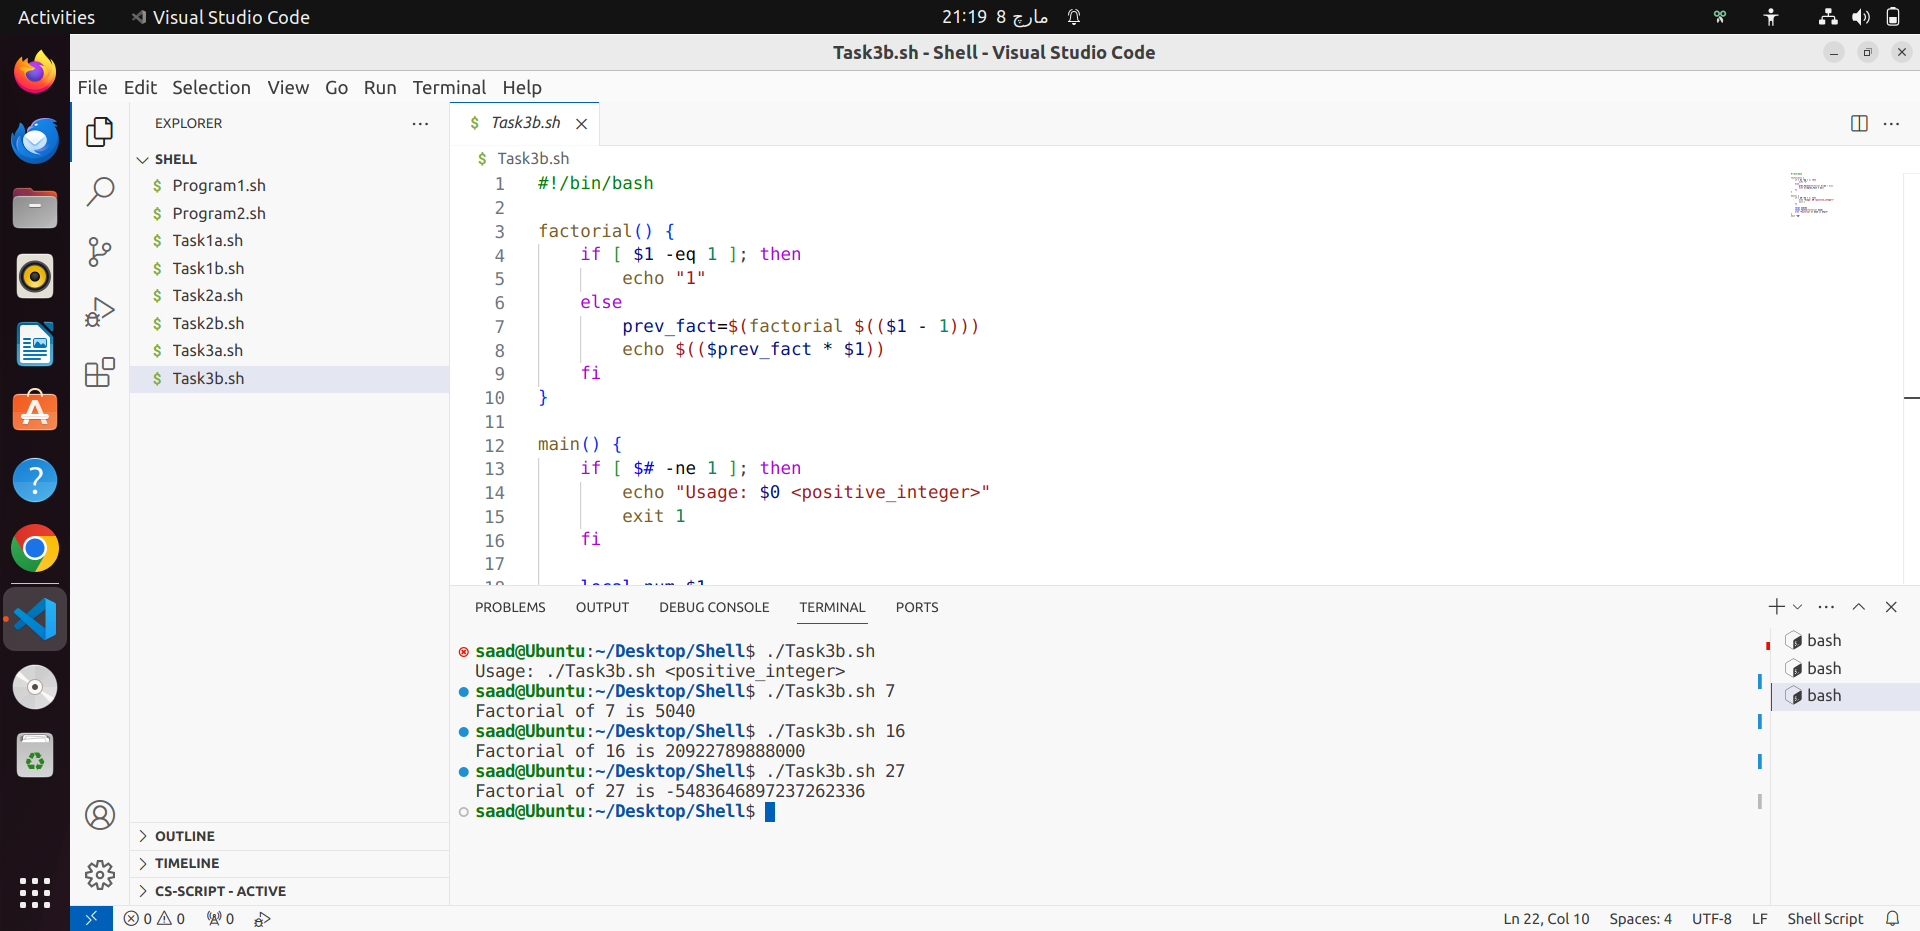 Activities
Visual Studio Code
21:19 8 مارچ
Task3b.sh - Shell - Visual Studio Code
File Edit Selection View Go Run Terminal Help
EXPLORER
SHELL
$ Program1.sh
$ Program2.sh
$ Task1a.sh
$ Task1b.sh
$ Task2a.sh
$ Task2b.sh
$ Task3a.sh
$ Task3b.sh
OUTLINE
TIMELINE
CS-SCRIPT - ACTIVE
$ Task3b.sh
$ Task3b.sh
1 #!/bin/bash
2
3 factorial() {
4 if [ $1 -eq 1 ]; then
5 echo "1"
6 else
7 prev_fact=$(factorial $(($1 - 1)))
8 echo $(($prev_fact * $1))
9 fi
10 }
11
12 main() {
13 if [ $# -ne 1 ]; then
14 echo "Usage: $0 <positive_integer>"
15 exit 1
16 fi
17
PROBLEMS OUTPUT DEBUG CONSOLE TERMINAL PORTS
saad@Ubuntu:~/Desktop/Shell$ ./Task3b.sh
Usage: ./Task3b.sh <positive_integer>
saad@Ubuntu:~/Desktop/Shell$ ./Task3b.sh 7
Factorial of 7 is 5040
saad@Ubuntu:~/Desktop/Shell$ ./Task3b.sh 16
Factorial of 16 is 20922789888000
saad@Ubuntu:~/Desktop/Shell$ ./Task3b.sh 27
Factorial of 27 is -5483646897237262336
saad@Ubuntu:~/Desktop/Shell$
bash
bash
bash
0 0 0
Ln 22, Col 10 Spaces: 4 UTF-8 LF Shell Script